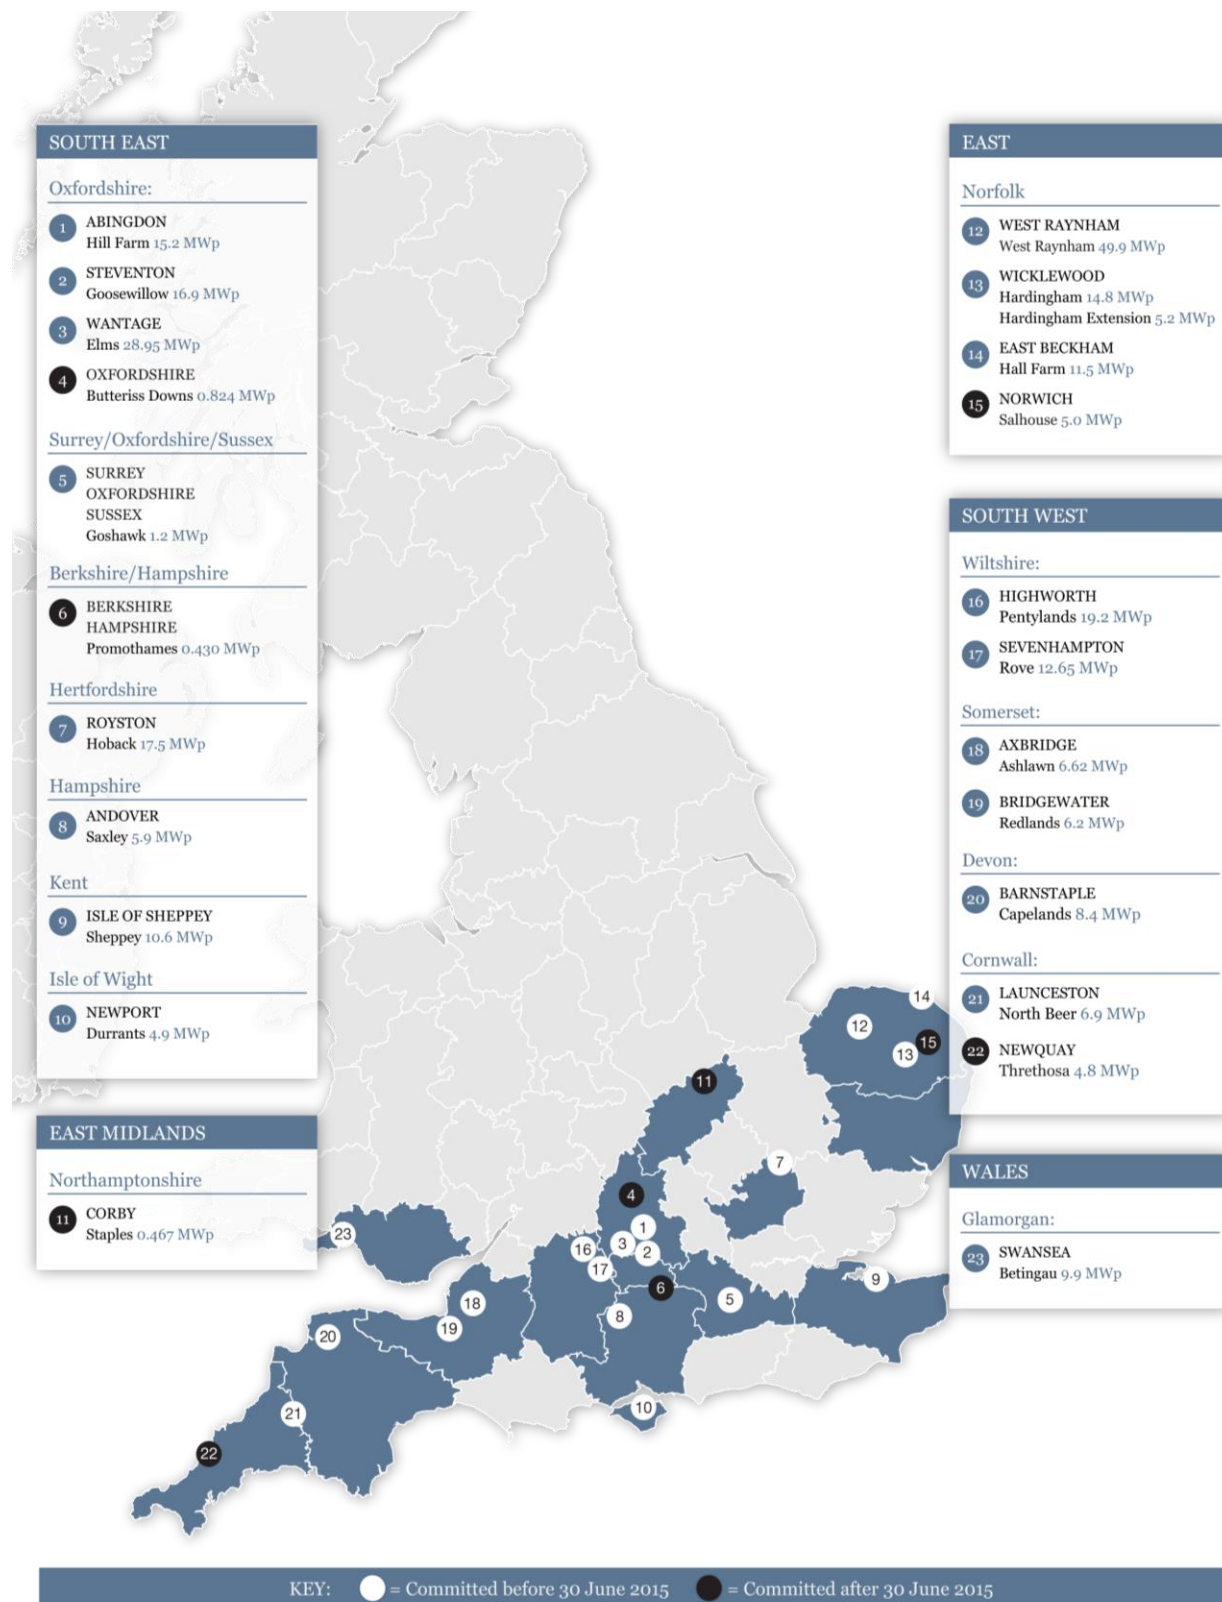 SOUTH EAST
Oxfordshire:
1 ABINGDON
Hill Farm 15.2 MWp
2 STEVENTON
Goosewillow 16.9 MWp
3 WANTAGE
Elms 28.95 MWp
4 OXFORDSHIRE
Butteriss Downs 0.824 MWp
Surrey/Oxfordshire/Sussex
5 SURREY
OXFORDSHIRE
SUSSEX
Goshawk 1.2 MWp
Berkshire/Hampshire
6 BERKSHIRE
HAMPSHIRE
Promothames 0.430 MWp
Hertfordshire
7 ROYSTON
Hoback 17.5 MWp
Hampshire
8 ANDOVER
Saxley 5.9 MWp
Kent
9 ISLE OF SHEPPEY
Sheppey 10.6 MWp
Isle of Wight
10 NEWPORT
Durrants 4.9 MWp
EAST MIDLANDS
Northamptonshire
11 CORBY
Staples 0.467 MWp
EAST
Norfolk
12 WEST RAYNHAM
West Raynham 49.9 MWp
13 WICKLEWOOD
Hardingham 14.8 MWp
Hardingham Extension 5.2 MWp
14 EAST BECKHAM
Hall Farm 11.5 MWp
15 NORWICH
Salhouse 5.0 MWp
SOUTH WEST
Wiltshire:
16 HIGHWORTH
Pentylands 19.2 MWp
17 SEVENHAMPTON
Rove 12.65 MWp
Somerset:
18 AXBRIDGE
Ashlawn 6.62 MWp
19 BRIDGEWATER
Redlands 6.2 MWp
Devon:
20 BARNSTAPLE
Capelands 8.4 MWp
Cornwall:
21 LAUNCESTON
North Beer 6.9 MWp
22 NEWQUAY
Threthosa 4.8 MWp
WALES
Glamorgan:
23 SWANSEA
Betingau 9.9 MWp
14
12
15
13
11
7
4
1
23
3
2
16
17
9
6
5
18
8
19
20
10
21
22
KEY: = Committed before 30 June 2015 = Committed after 30 June 2015